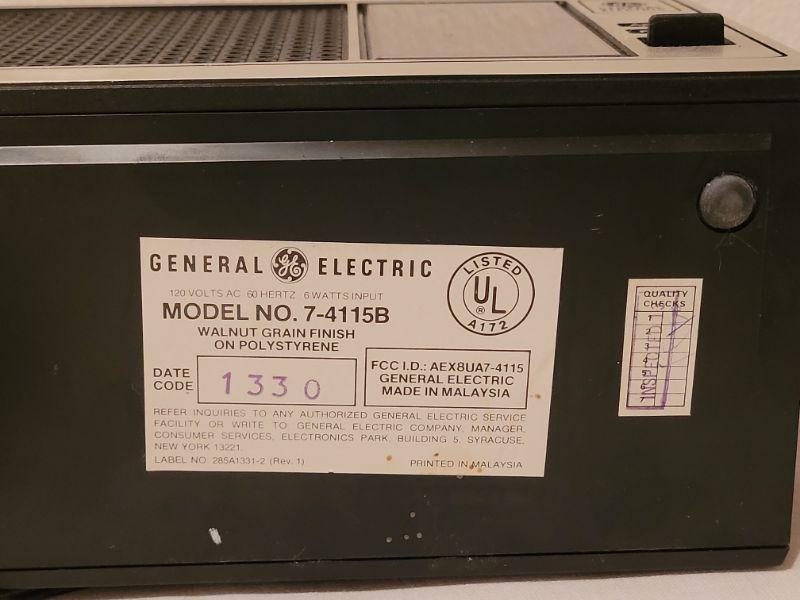 GENERAL GE ELECTRIC
120 VOLTS AC 60 HERTZ 6 WATTS INPUT
MODEL NO. 7-4115B
WALNUT GRAIN FINISH
ON POLYSTYRENE
LISTED
UL
®
A172
DATE
CODE
1330
FCC I.D.: AEX8UA7-4115
GENERAL ELECTRIC
MADE IN MALAYSIA
REFER INQUIRIES TO ANY AUTHORIZED GENERAL ELECTRIC SERVICE
FACILITY OR WRITE TO GENERAL ELECTRIC COMPANY, MANAGER,
CONSUMER SERVICES, ELECTRONICS PARK, BUILDING 5, SYRACUSE,
NEW YORK 13221.
LABEL NO. 285A1331-2 (Rev. 1)
PRINTED IN MALAYSIA
QUALITY
CHECKS
1
2
3
4
INSPECTED